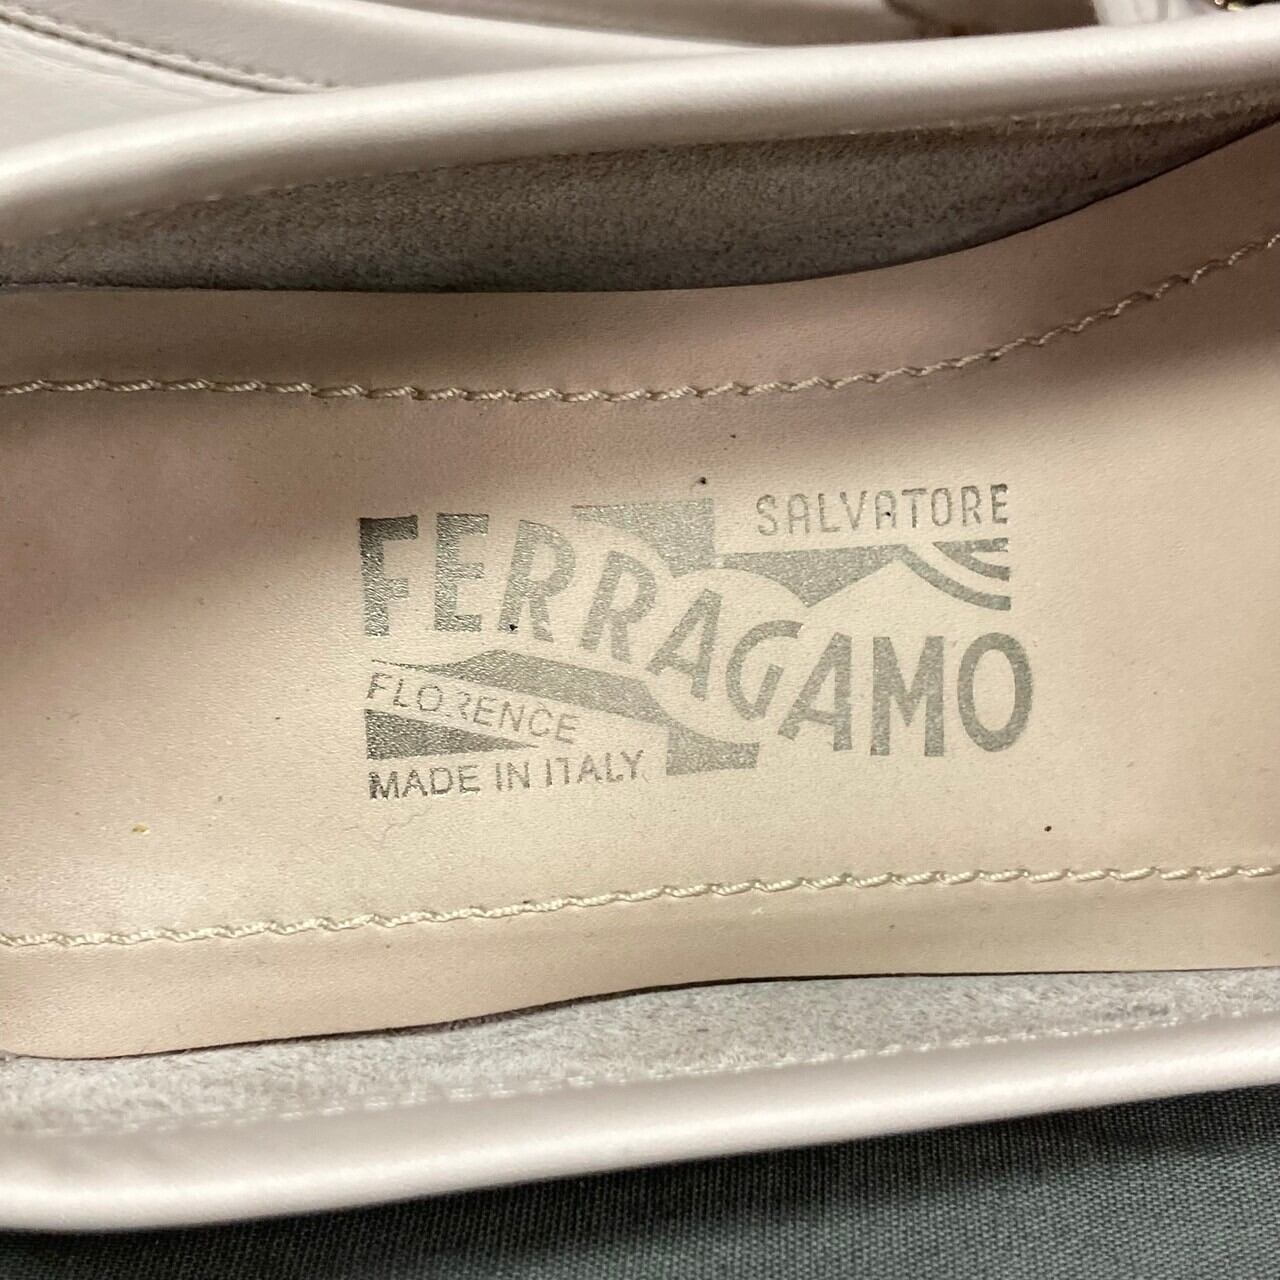 SALVATORE
FERRAGAMO
FLORENCE
MADE IN ITALY